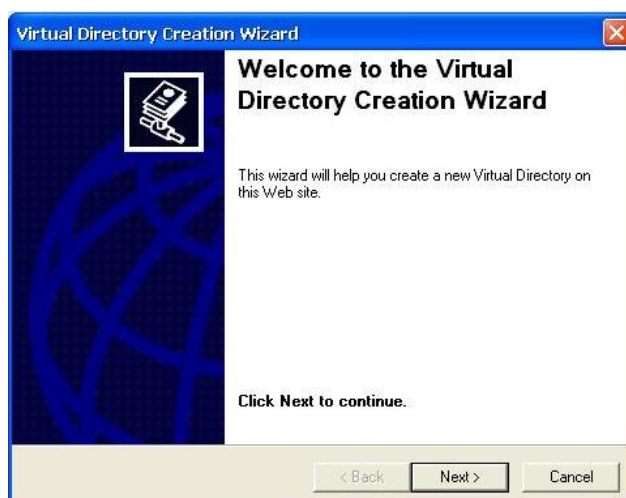 Virtual Directory Creation Wizard
Welcome to the Virtual
Directory Creation Wizard
This wizard will help you create a new Virtual Directory on
this Web site.
Click Next to continue.
< Back
Next >
Cancel